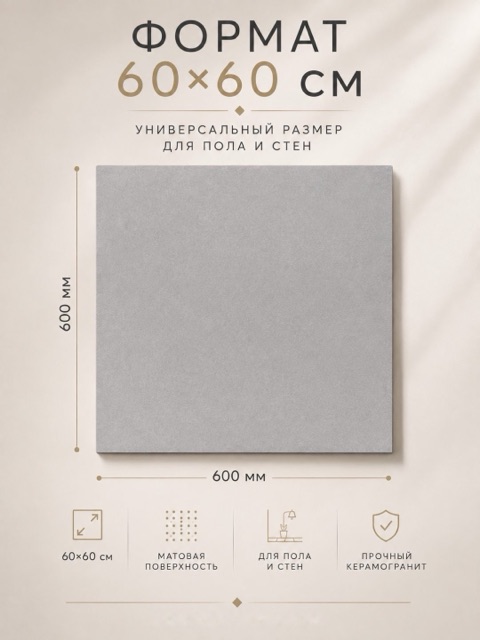 ФОРМАТ
60×60 см
УНИВЕРСАЛЬНЫЙ РАЗМЕР
ДЛЯ ПОЛА И СТЕН
600 мм
600 мм
60×60 см
МАТОВАЯ
ПОВЕРХНОСТЬ
ДЛЯ ПОЛА
И СТЕН
ПРОЧНЫЙ
КЕРАМОГРАНИТ